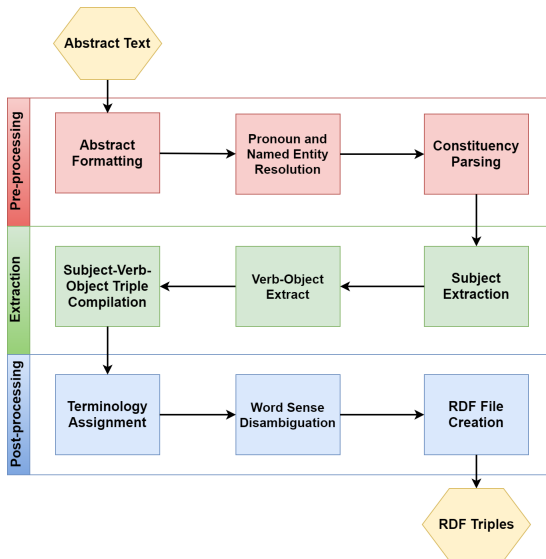 Abstract Text
Pre-processing
Abstract
Formatting
Pronoun and
Named Entity
Resolution
Constituency
Parsing
Extraction
Subject-Verb-
Object Triple
Compilation
Verb-Object
Extract
Subject
Extraction
Post-processing
Terminology
Assignment
Word Sense
Disambiguation
RDF File
Creation
RDF Triples